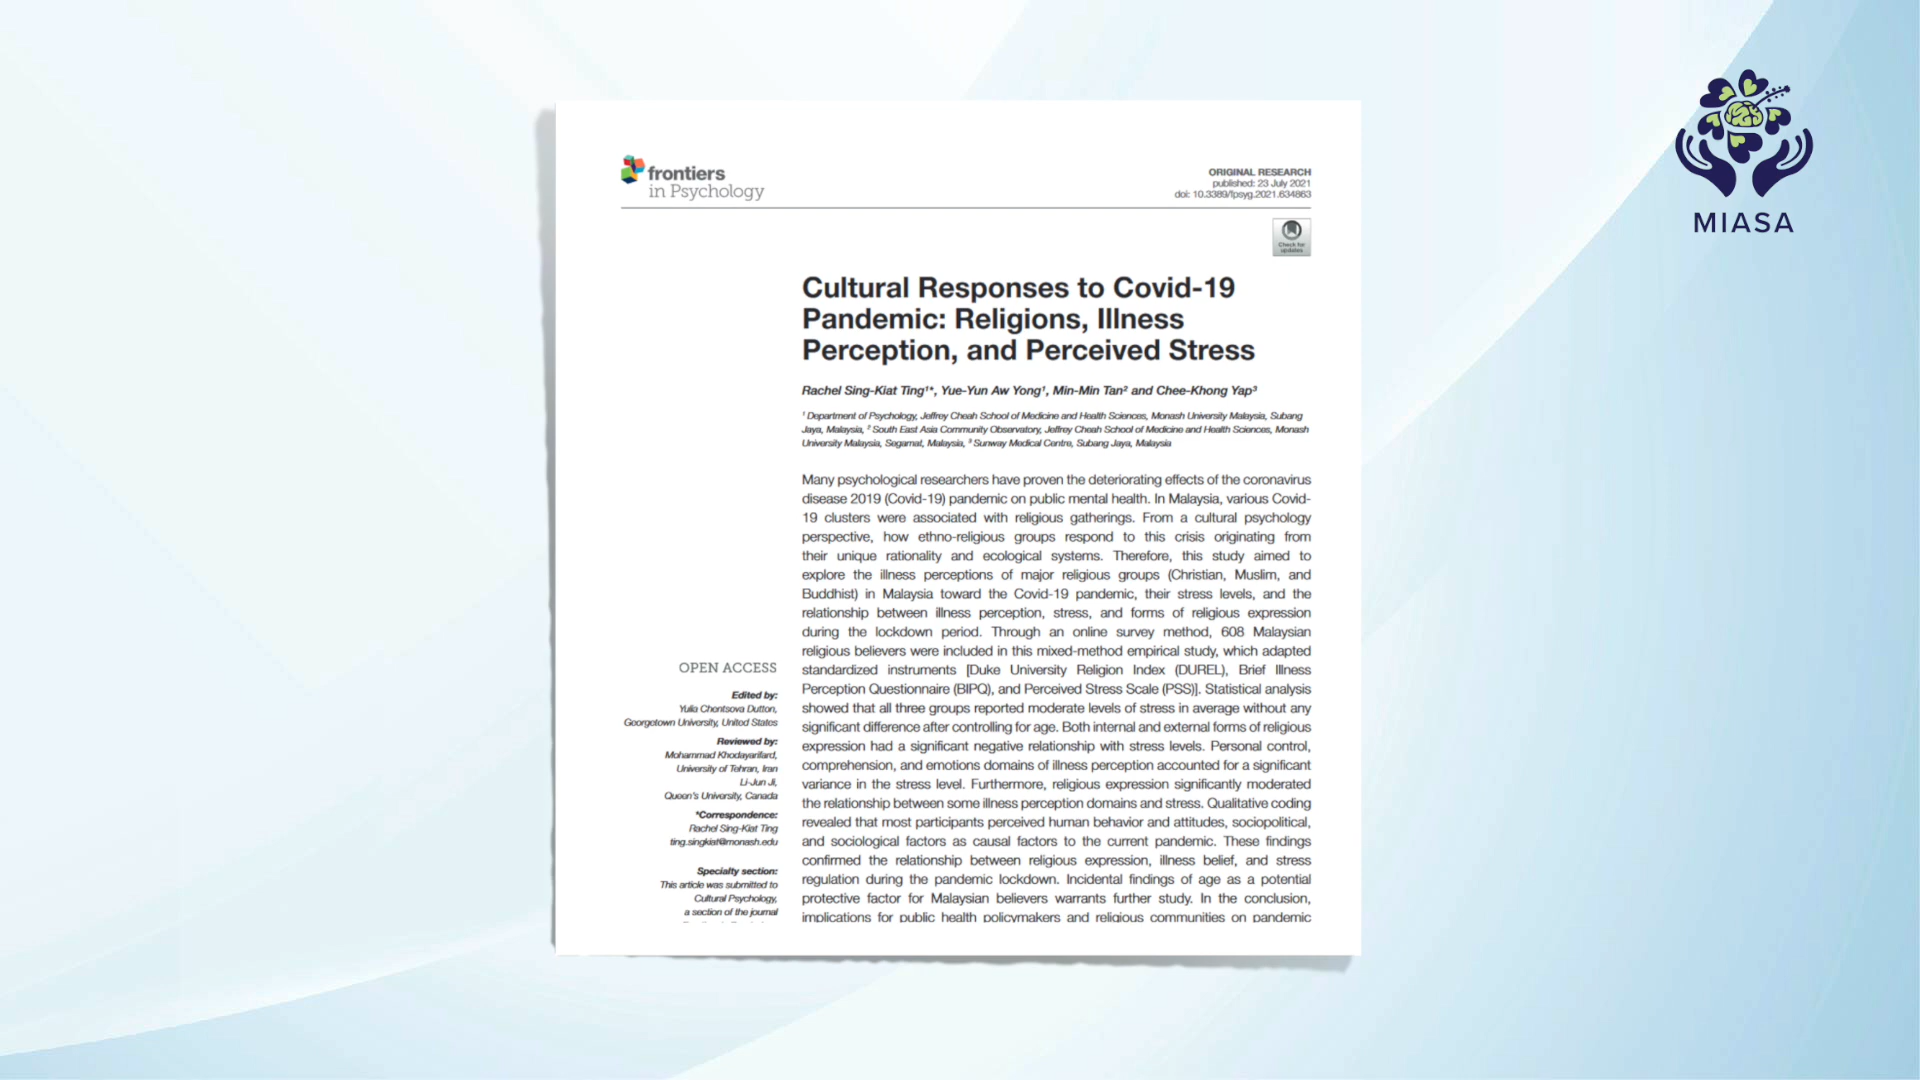 frontiers
in Psychology
ORIGINAL RESEARCH
published: 23 July 2021
doi: 10.3389/fpsyg.2021.634863
Check for
updates
MIASA
Cultural Responses to Covid-19
Pandemic: Religions, Illness
Perception, and Perceived Stress
Rachel Sing-Kiat Ting¹*, Yue-Yun Aw Yong¹, Min-Min Tan² and Chee-Khong Yap³
¹ Department of Psychology, Jeffrey Cheah School of Medicine and Health Sciences, Monash University Malaysia, Subang
Jaya, Malaysia, ² South East Asia Community Observatory, Jeffrey Cheah School of Medicine and Health Sciences, Monash
University Malaysia, Segamat, Malaysia, ³ Sunway Medical Centre, Subang Jaya, Malaysia
Many psychological researchers have proven the deteriorating effects of the coronavirus
disease 2019 (Covid-19) pandemic on public mental health. In Malaysia, various Covid-
19 clusters were associated with religious gatherings. From a cultural psychology
perspective, how ethno-religious groups respond to this crisis originating from
their unique rationality and ecological systems. Therefore, this study aimed to
explore the illness perceptions of major religious groups (Christian, Muslim, and
Buddhist) in Malaysia toward the Covid-19 pandemic, their stress levels, and the
relationship between illness perception, stress, and forms of religious expression
during the lockdown period. Through an online survey method, 608 Malaysian
religious believers were included in this mixed-method empirical study, which adapted
standardized instruments [Duke University Religion Index (DUREL), Brief Illness
Perception Questionnaire (BIPQ), and Perceived Stress Scale (PSS)]. Statistical analysis
showed that all three groups reported moderate levels of stress in average without any
significant difference after controlling for age. Both internal and external forms of religious
expression had a significant negative relationship with stress levels. Personal control,
comprehension, and emotions domains of illness perception accounted for a significant
variance in the stress level. Furthermore, religious expression significantly moderated
the relationship between some illness perception domains and stress. Qualitative coding
revealed that most participants perceived human behavior and attitudes, sociopolitical,
and sociological factors as causal factors to the current pandemic. These findings
confirmed the relationship between religious expression, illness belief, and stress
regulation during the pandemic lockdown. Incidental findings of age as a potential
protective factor for Malaysian believers warrants further study. In the conclusion,
implications for public health policymakers and religious communities on pandemic
OPEN ACCESS
Edited by:
Yulia Chentsova Dutton,
Georgetown University, United States
Reviewed by:
Mohammad Khodayarifard,
University of Tehran, Iran
Li-Jun Ji,
Queen's University, Canada
*Correspondence:
Rachel Sing-Kiat Ting
ting.singkiat@monash.edu
Specialty section:
This article was submitted to
Cultural Psychology,
a section of the journal